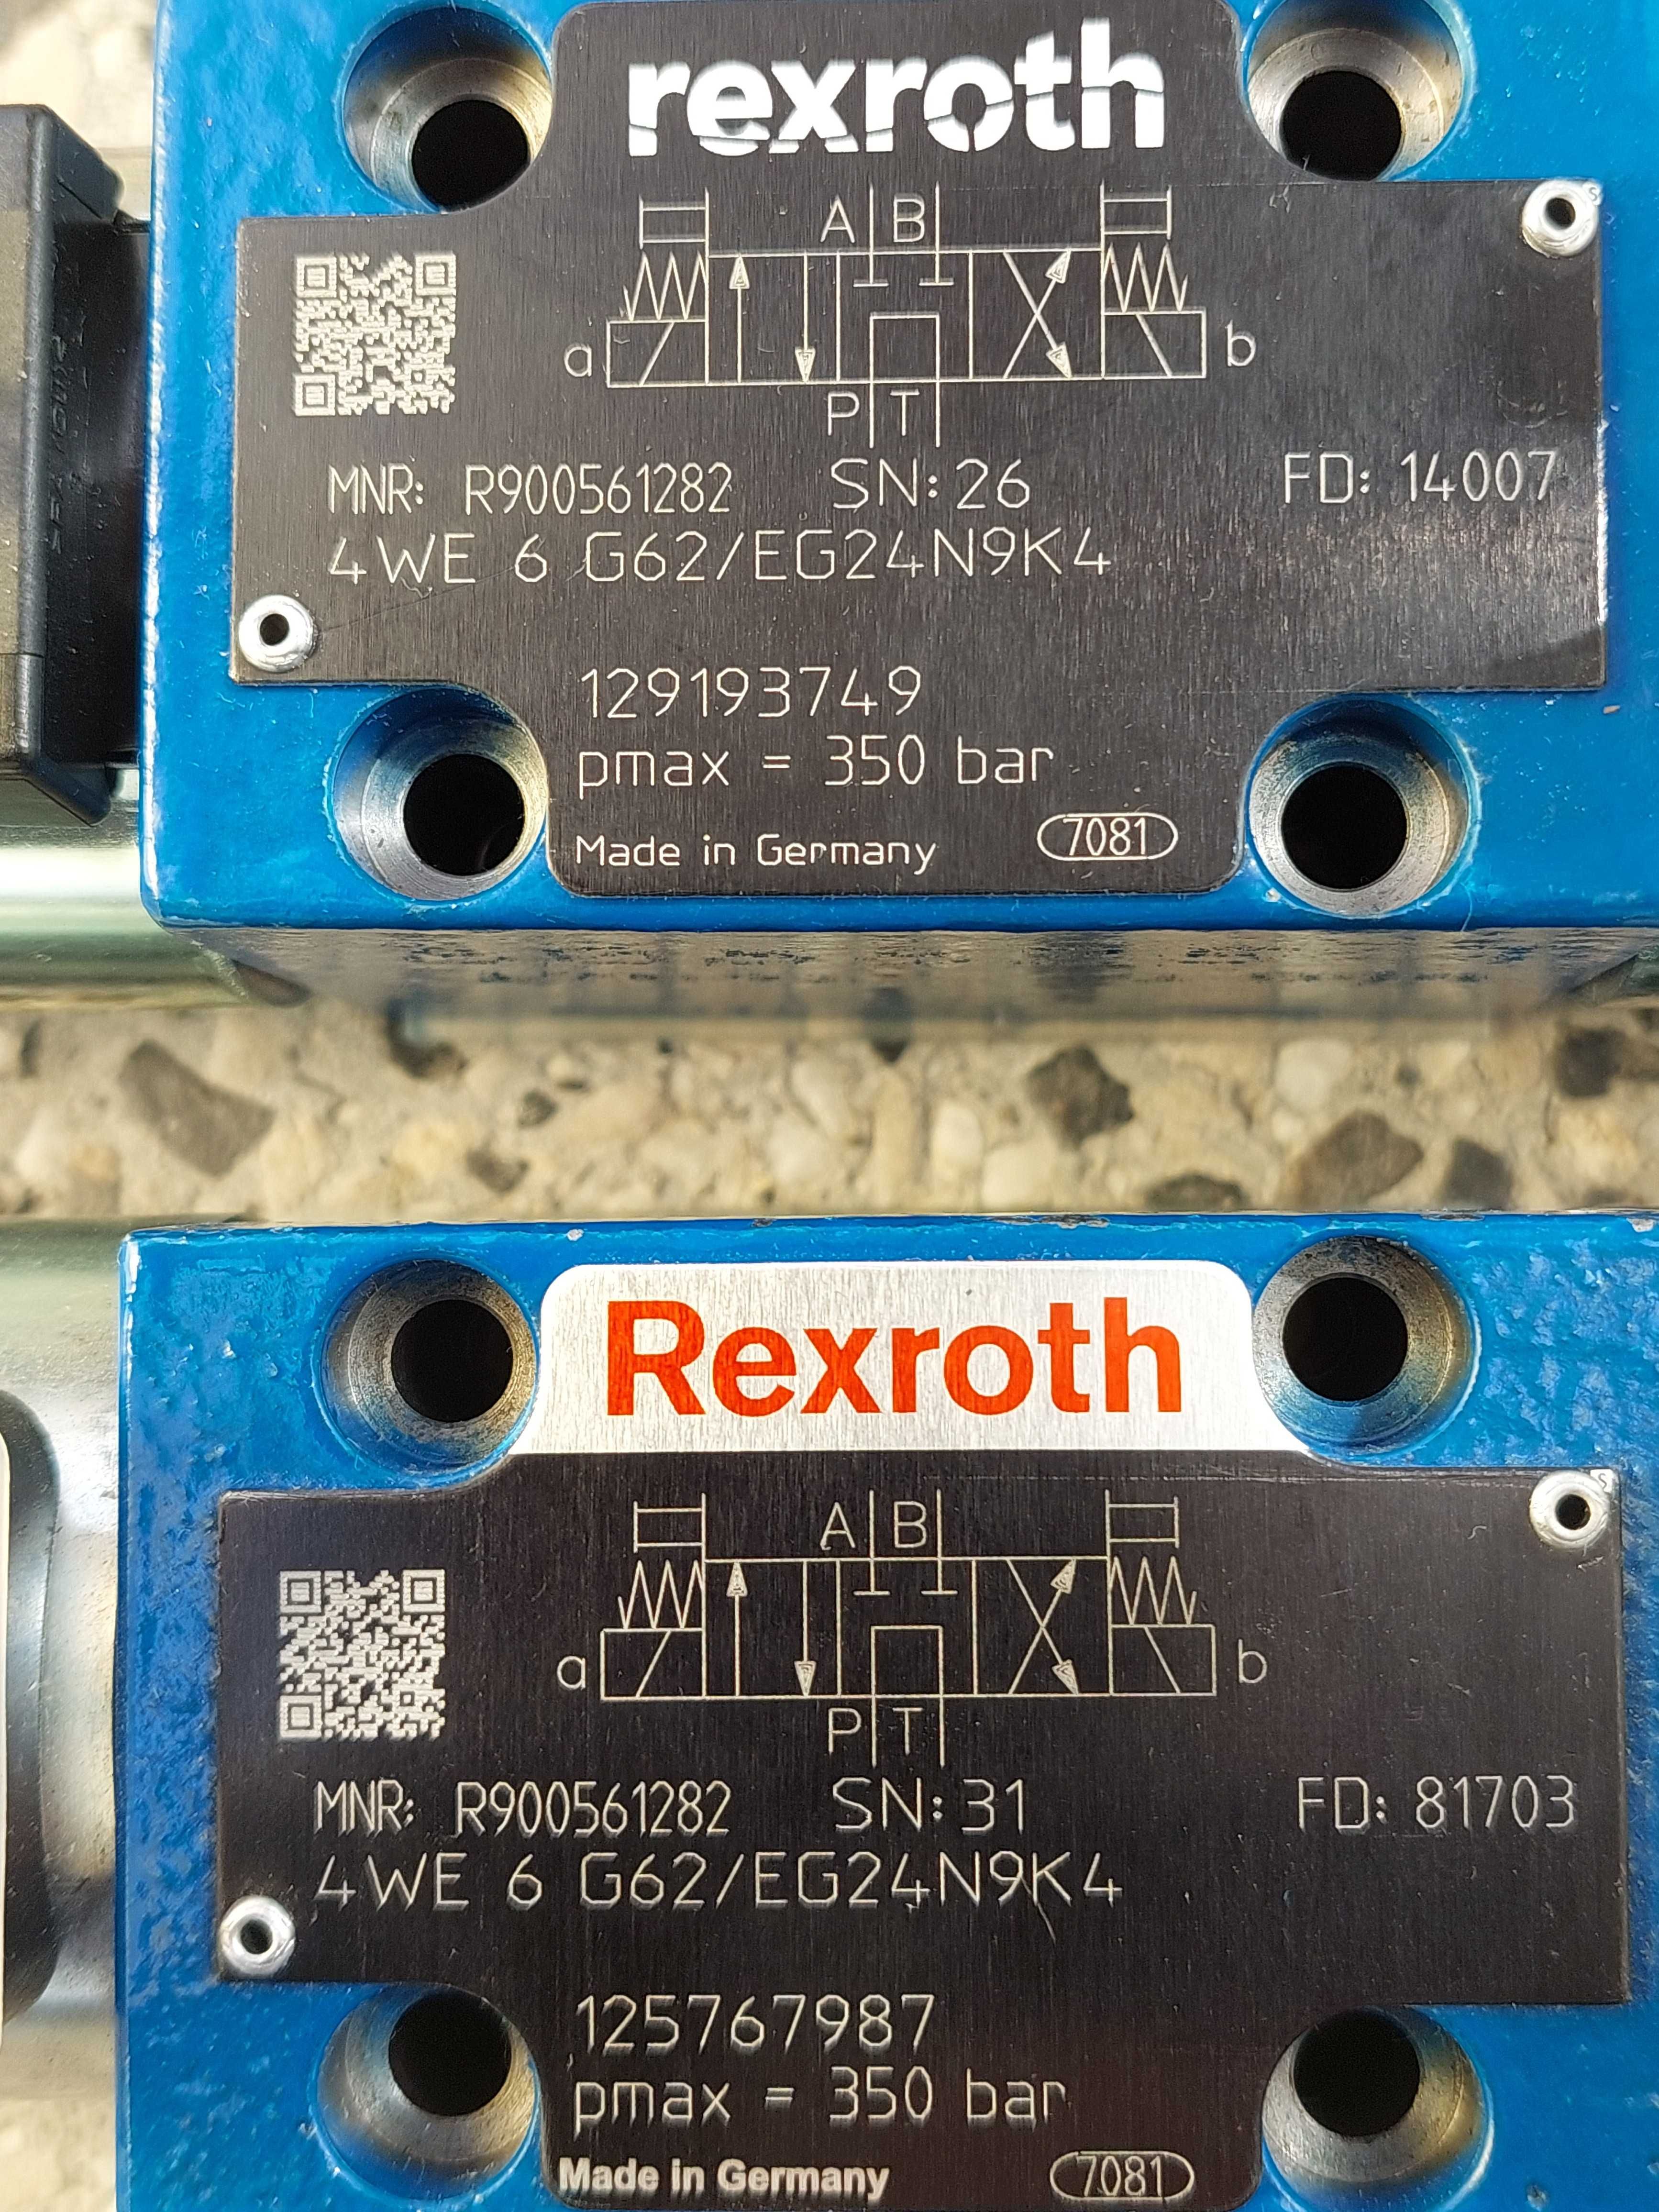 rexroth
A B
a b
P T
MNR: R900561282 SN: 26 FD: 14007
4WE 6 G62/EG24N9K4
129193749
pmax = 350 bar
Made in Germany 7081
Rexroth
A B
a b
P T
MNR: R900561282 SN: 31 FD: 81703
4WE 6 G62/EG24N9K4
125767987
pmax = 350 bar
Made in Germany 7081